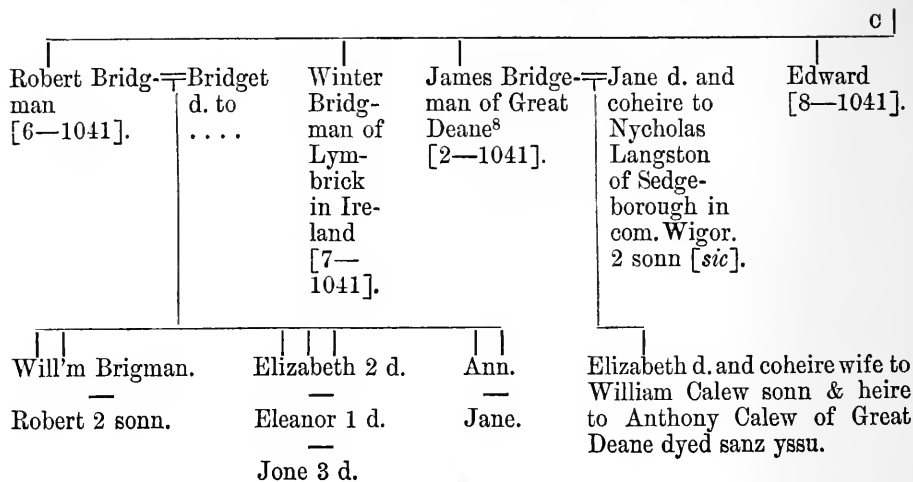 C
Robert Bridg-
man
[6—1041].
Bridget
d. to
. . . .
Winter
Bridg-
man of
Lym-
brick
in Ire-
land
[7—
1041].
James Bridge-
man of Great
Deane⁸
[2—1041].
Jane d. and
coheire to
Nycholas
Langston
of Sedge-
borough in
com. Wigor.
2 sonn [sic].
Edward
[8—1041].
Will'm Brigman.
—
Robert 2 sonn.
Elizabeth 2 d.
—
Eleanor 1 d.
—
Jone 3 d.
Ann.
—
Jane.
Elizabeth d. and coheire wife to
William Calew sonn & heire
to Anthony Calew of Great
Deane dyed sanz yssu.